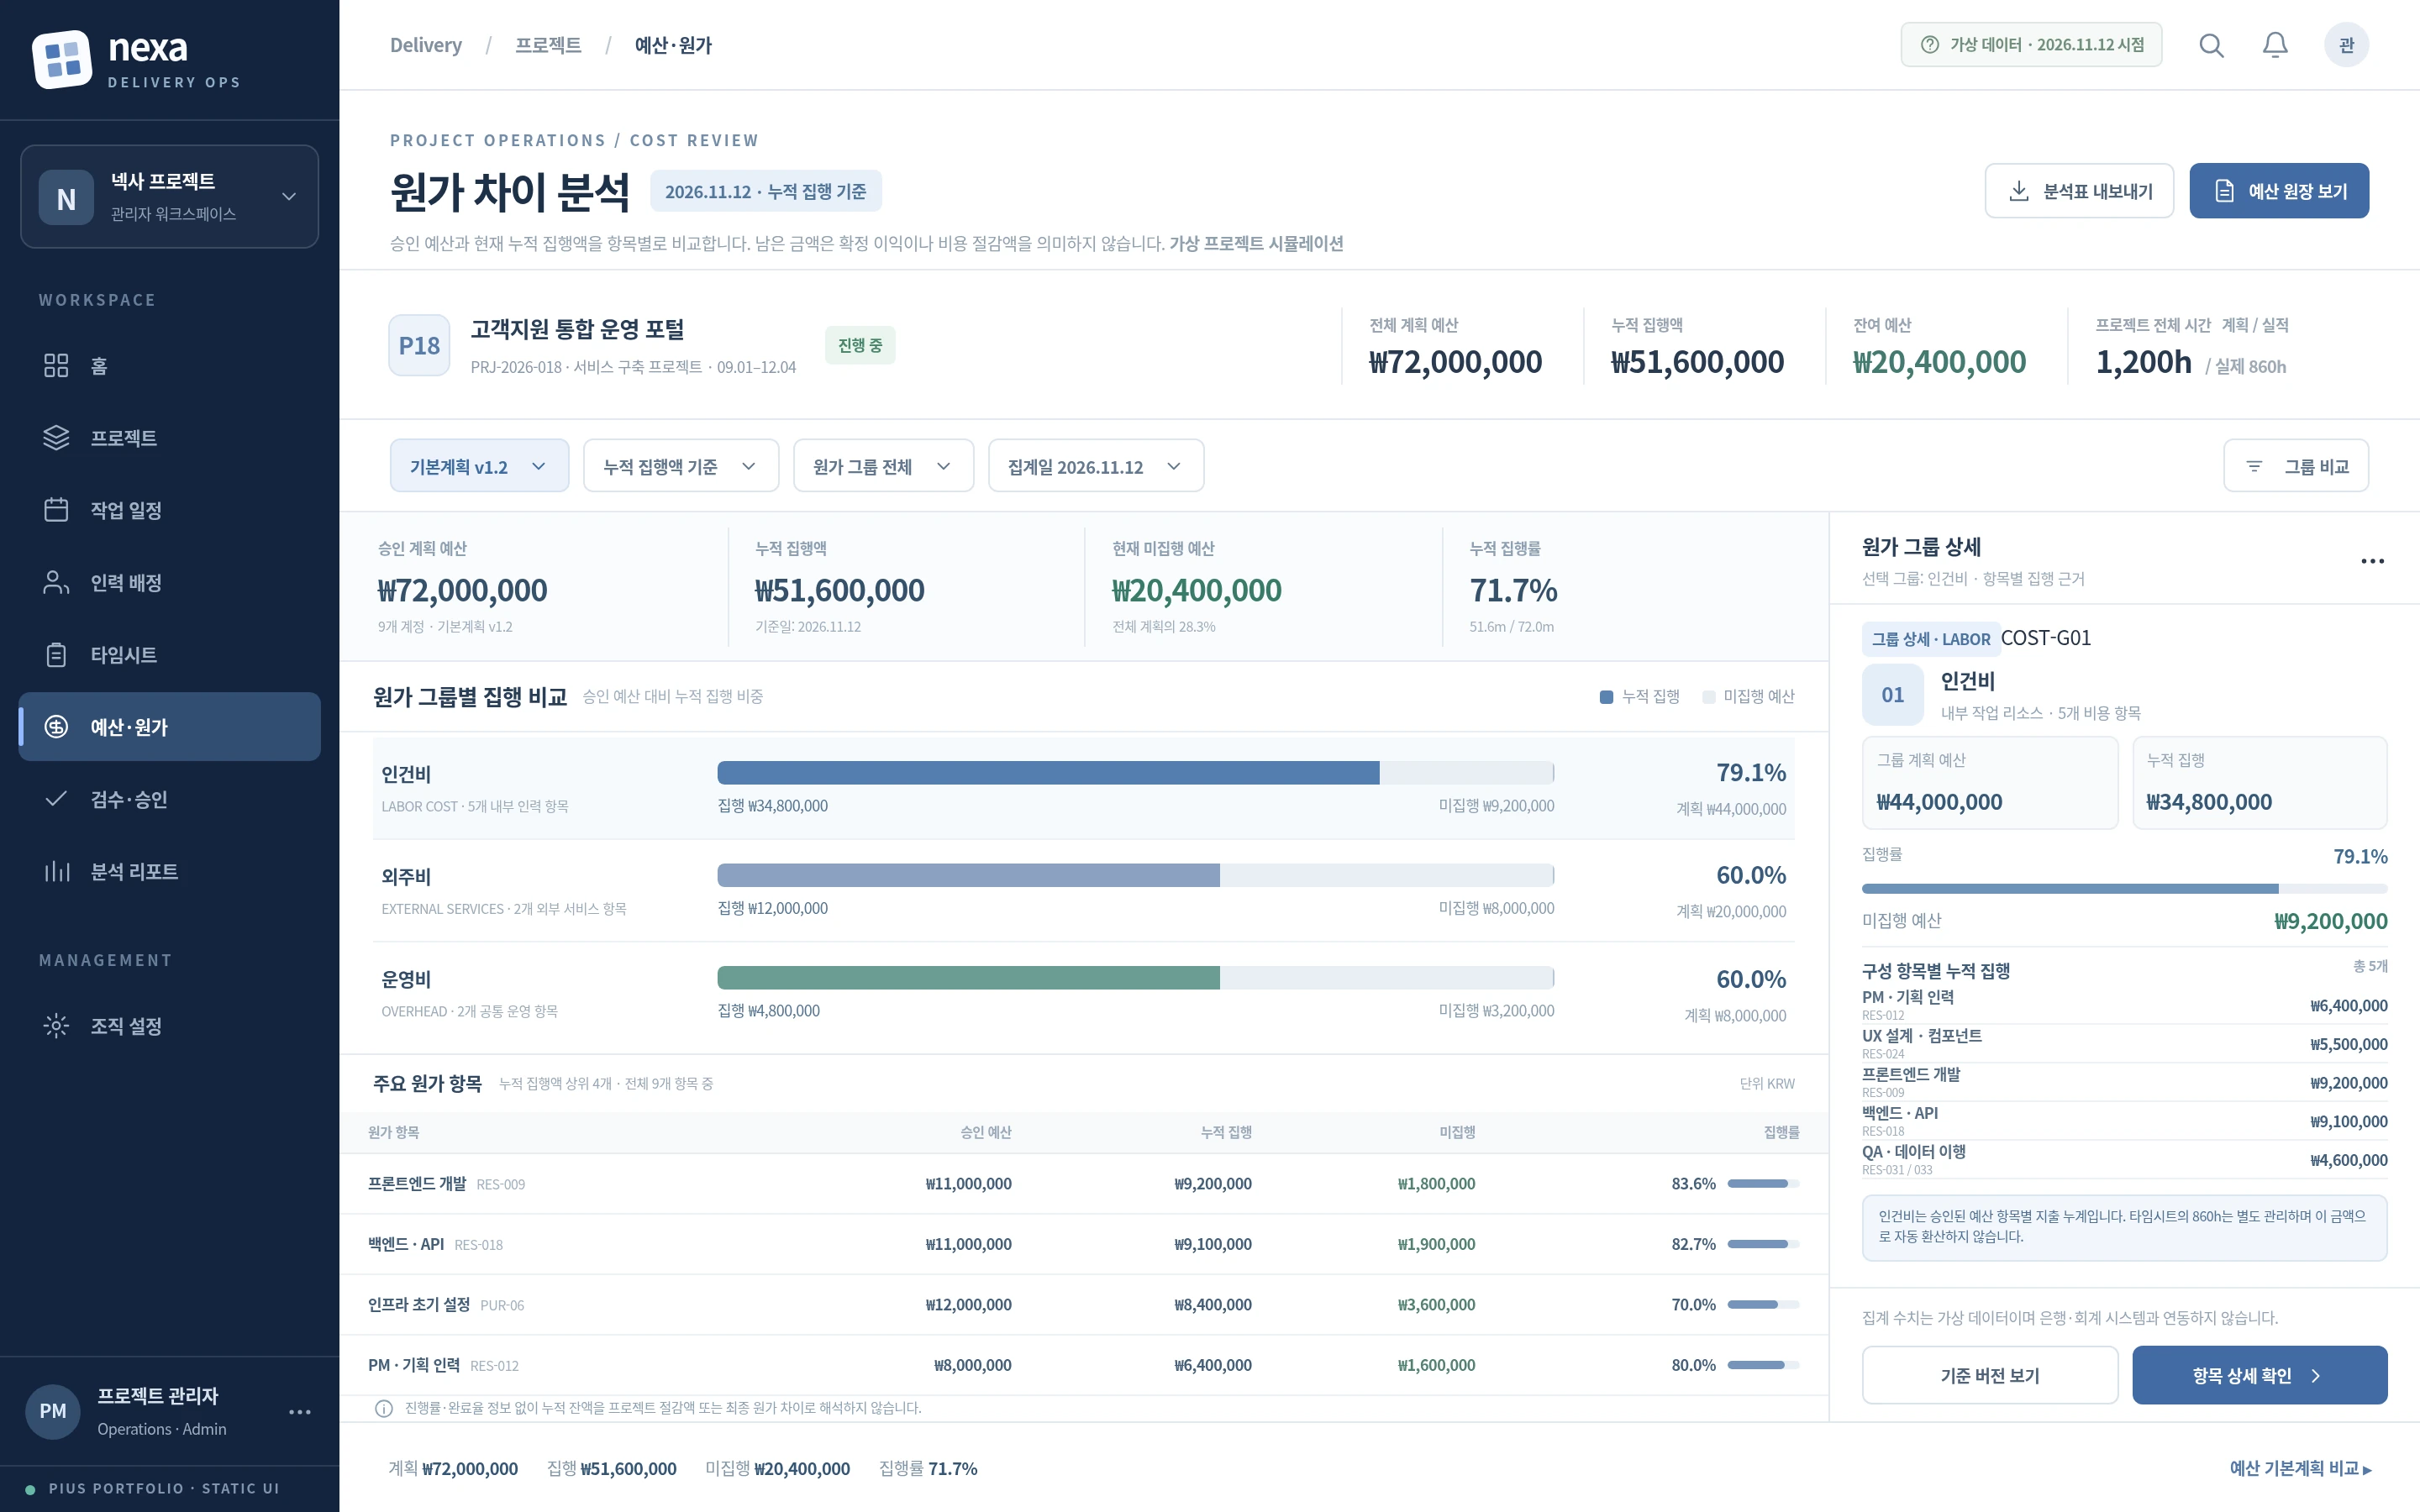 nexa
DELIVERY OPS
N
넥사 프로젝트
관리자 워크스페이스
WORKSPACE
홈
프로젝트
작업 일정
인력 배정
타임시트
예산·원가
검수·승인
분석 리포트
MANAGEMENT
조직 설정
PM
프로젝트 관리자
Operations · Admin
PIUS PORTFOLIO · STATIC UI
Delivery / 프로젝트 / 예산·원가
가상 데이터 · 2026.11.12 시점
관
PROJECT OPERATIONS / COST REVIEW
원가 차이 분석
2026.11.12 · 누적 집행 기준
승인 예산과 현재 누적 집행액을 항목별로 비교합니다. 남은 금액은 확정 이익이나 비용 절감액을 의미하지 않습니다. 가상 프로젝트 시뮬레이션
분석표 내보내기
예산 원장 보기
P18
고객지원 통합 운영 포털
PRJ-2026-018 · 서비스 구축 프로젝트 · 09.01–12.04
진행 중
전체 계획 예산
₩72,000,000
누적 집행액
₩51,600,000
잔여 예산
₩20,400,000
프로젝트 전체 시간 계획 / 실적
1,200h / 실제 860h
기본계획 v1.2
누적 집행액 기준
원가 그룹 전체
집계일 2026.11.12
그룹 비교
승인 계획 예산
₩72,000,000
9개 계정 · 기본계획 v1.2
누적 집행액
₩51,600,000
기준일: 2026.11.12
현재 미집행 예산
₩20,400,000
전체 계획의 28.3%
누적 집행률
71.7%
51.6m / 72.0m
원가 그룹별 집행 비교 승인 예산 대비 누적 집행 비중
누적 집행 미집행 예산
인건비
LABOR COST · 5개 내부 인력 항목
집행 ₩34,800,000
미집행 ₩9,200,000
79.1%
계획 ₩44,000,000
외주비
EXTERNAL SERVICES · 2개 외부 서비스 항목
집행 ₩12,000,000
미집행 ₩8,000,000
60.0%
계획 ₩20,000,000
운영비
OVERHEAD · 2개 공통 운영 항목
집행 ₩4,800,000
미집행 ₩3,200,000
60.0%
계획 ₩8,000,000
주요 원가 항목 누적 집행액 상위 4개 · 전체 9개 항목 중
단위 KRW
원가 항목 승인 예산 누적 집행 미집행 집행률
프론트엔드 개발 RES-009 ₩11,000,000 ₩9,200,000 ₩1,800,000 83.6%
백엔드 · API RES-018 ₩11,000,000 ₩9,100,000 ₩1,900,000 82.7%
인프라 초기 설정 PUR-06 ₩12,000,000 ₩8,400,000 ₩3,600,000 70.0%
PM · 기획 인력 RES-012 ₩8,000,000 ₩6,400,000 ₩1,600,000 80.0%
진행률·완료율 정보 없이 누적 잔액을 프로젝트 절감액 또는 최종 원가 차이로 해석하지 않습니다.
원가 그룹 상세
선택 그룹: 인건비 · 항목별 집행 근거
그룹 상세 · LABOR COST-G01
01
인건비
내부 작업 리소스 · 5개 비용 항목
그룹 계획 예산
₩44,000,000
누적 집행
₩34,800,000
집행률 79.1%
미집행 예산 ₩9,200,000
구성 항목별 누적 집행 총 5개
PM · 기획 인력
RES-012
₩6,400,000
UX 설계 · 컴포넌트
RES-024
₩5,500,000
프론트엔드 개발
RES-009
₩9,200,000
백엔드 · API
RES-018
₩9,100,000
QA · 데이터 이행
RES-031 / 033
₩4,600,000
인건비는 승인된 예산 항목별 지출 누계입니다. 타임시트의 860h는 별도 관리하며 이 금액으
로 자동 환산하지 않습니다.
집계 수치는 가상 데이터이며 은행·회계 시스템과 연동하지 않습니다.
기준 버전 보기
항목 상세 확인
계획 ₩72,000,000 집행 ₩51,600,000 미집행 ₩20,400,000 집행률 71.7%
예산 기본계획 비교 ▸